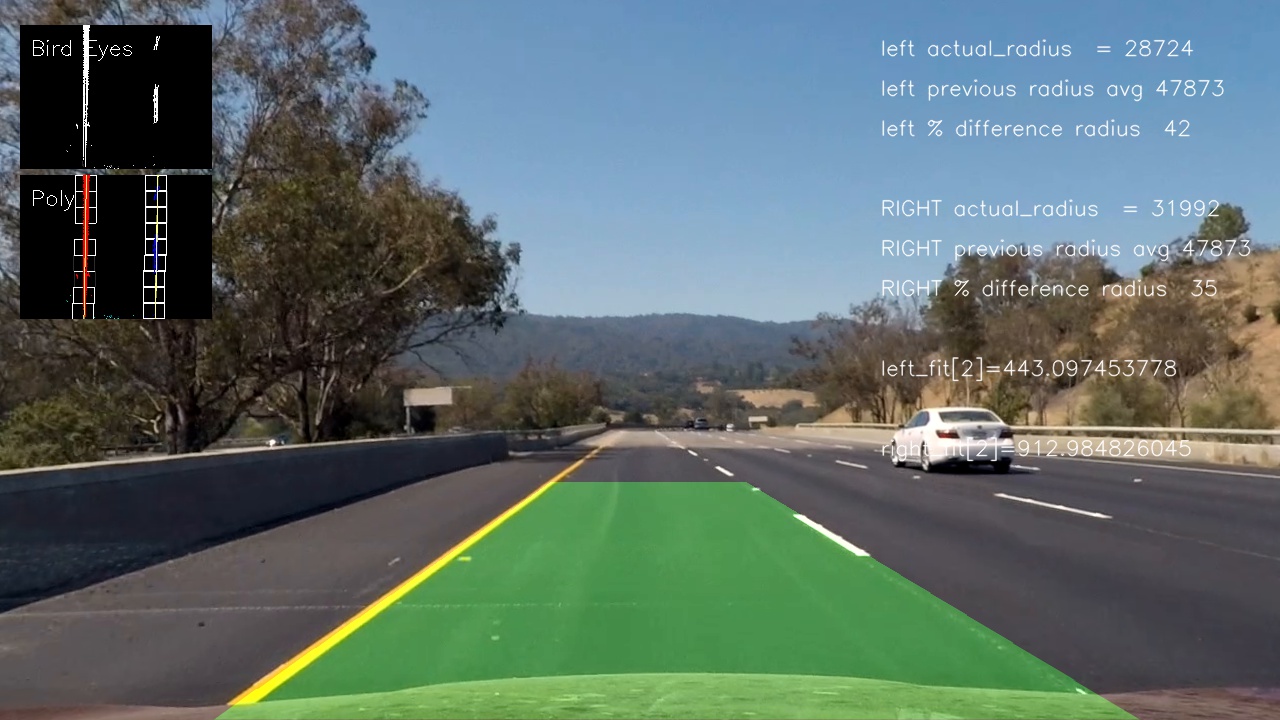 Bird Eyes
Poly
left actual_radius = 28724
left previous radius avg 47873
left % difference radius 42
RIGHT actual_radius = 31992
RIGHT previous radius avg 47873
RIGHT % difference radius 35
left_fit[2]=443.097453778
right_fit[2]=912.984826045